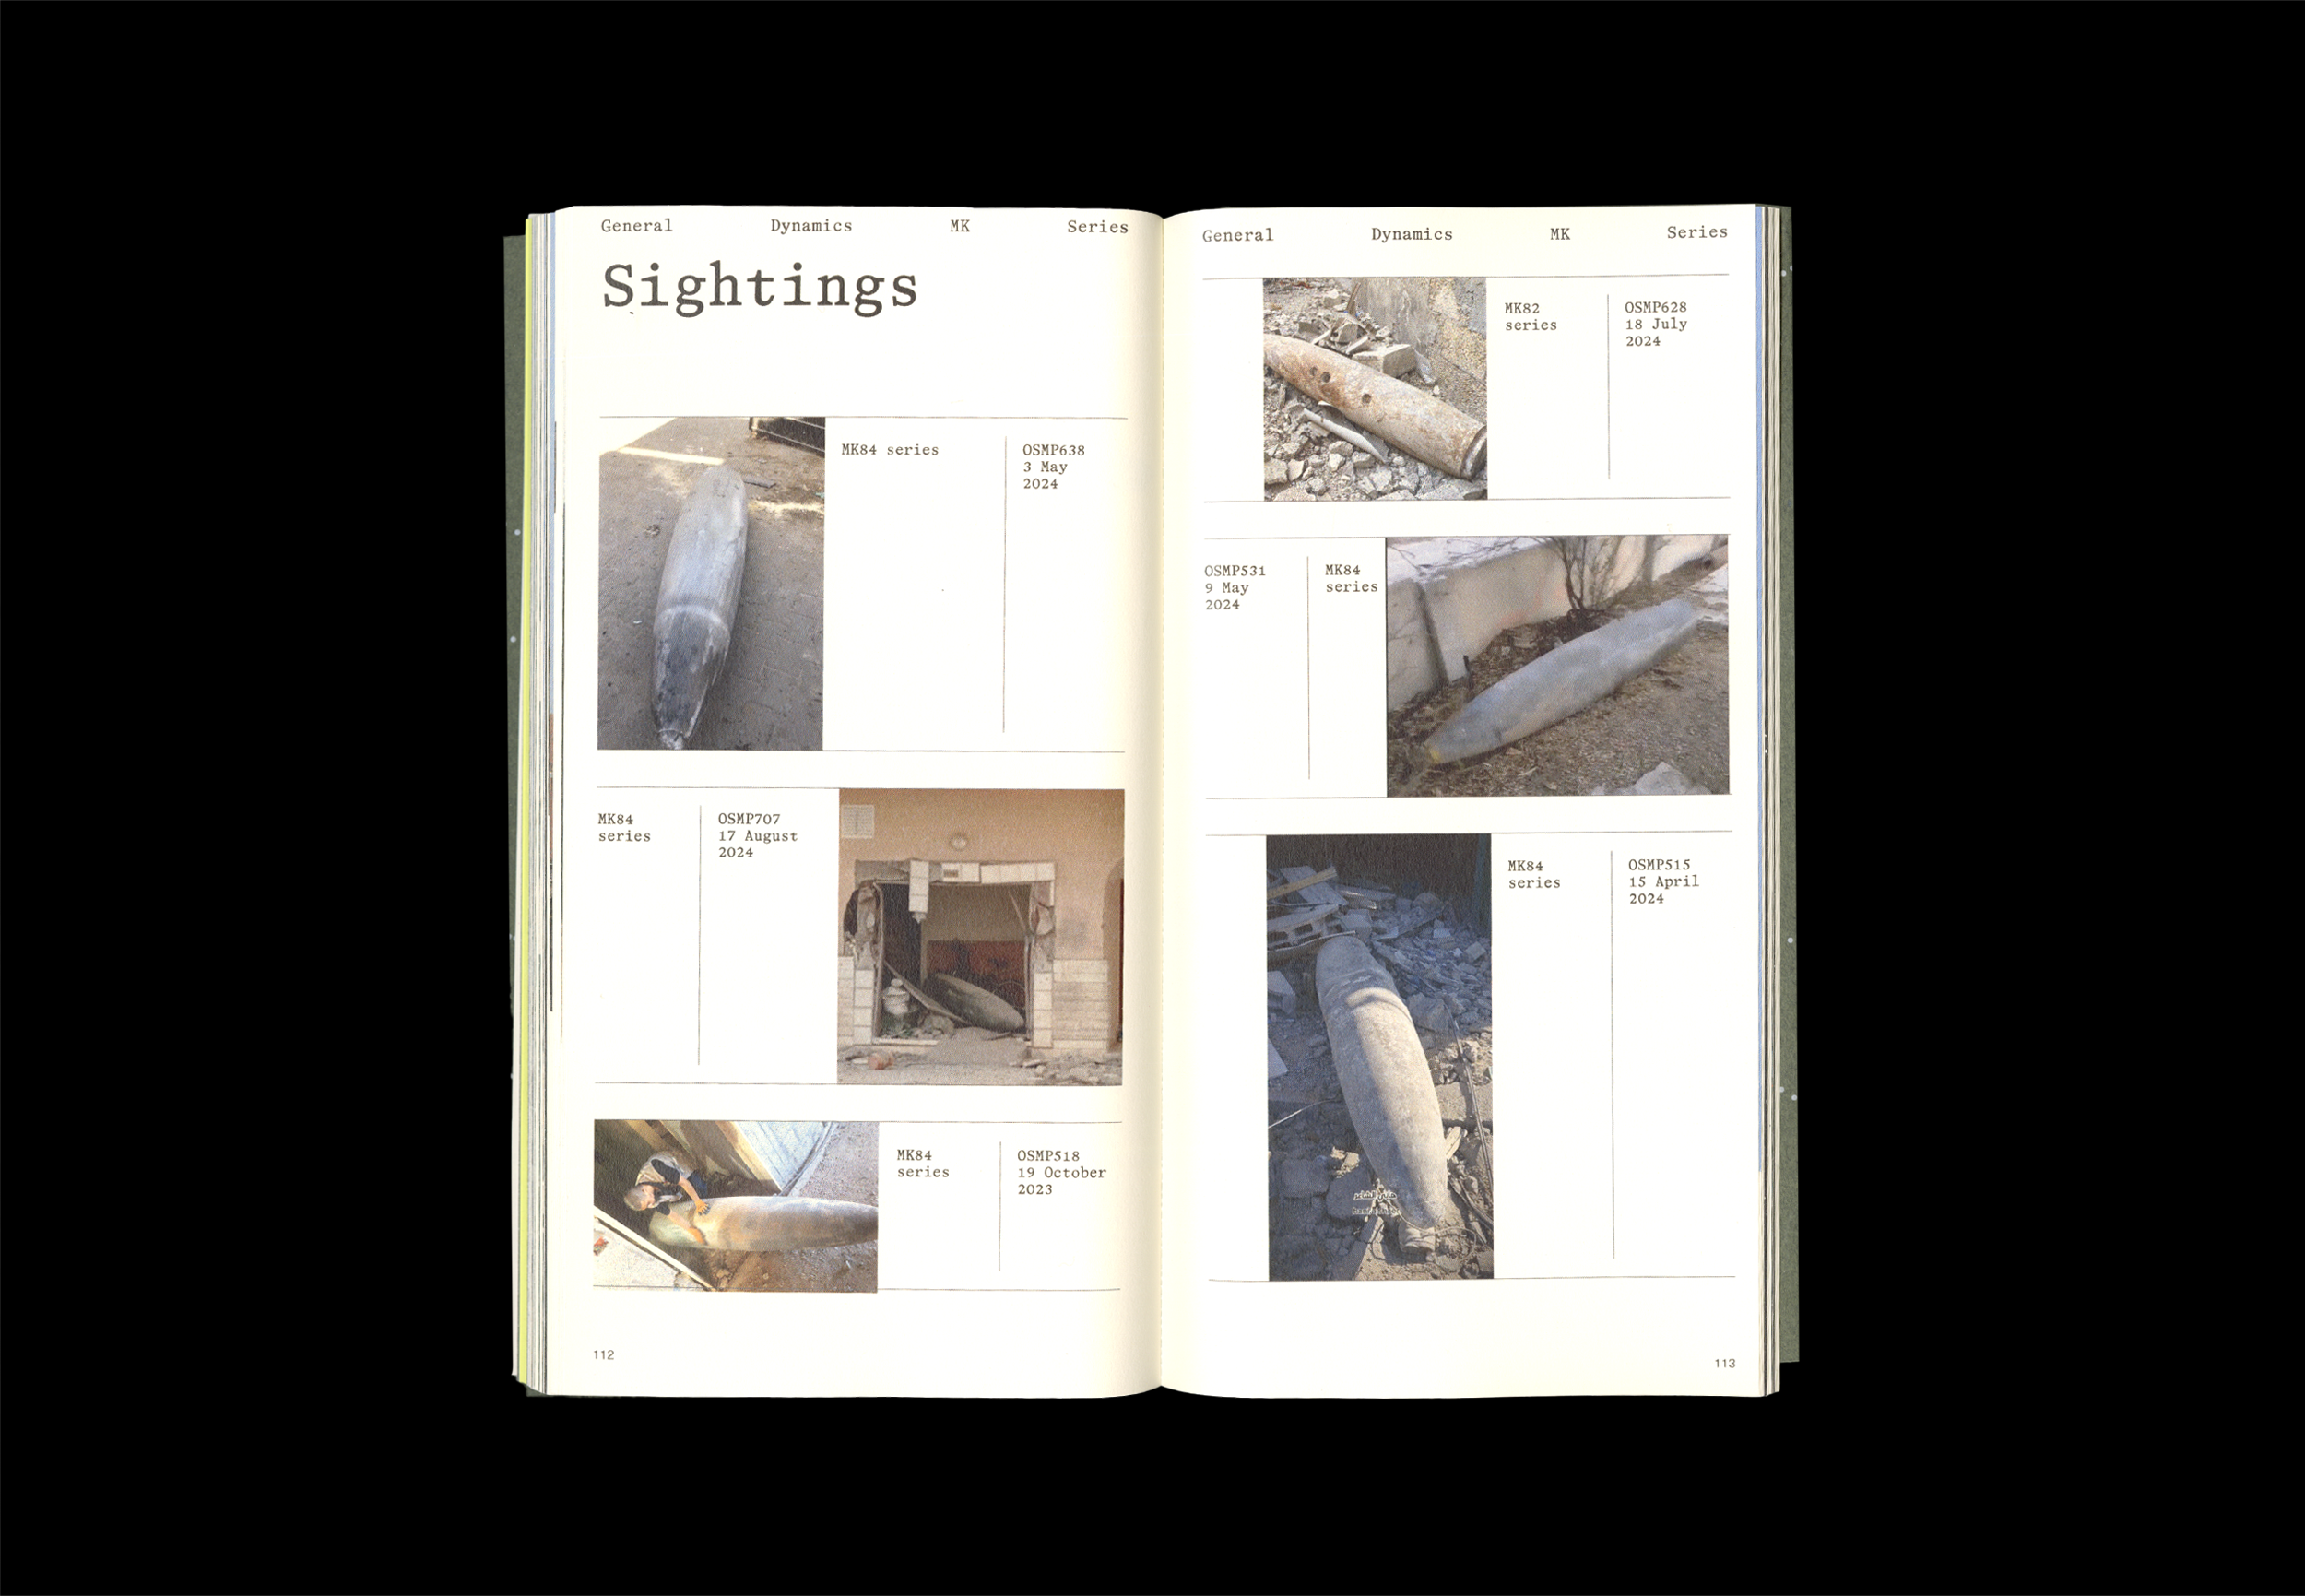 General Dynamics MK Series
Sightings
MK84 series
OSMP638
3 May
2024
MK84
series
OSMP707
17 August
2024
MK84
series
OSMP518
19 October
2023
112
General Dynamics MK Series
MK82
series
OSMP628
18 July
2024
OSMP531
9 May
2024
MK84
series
MK84
series
OSMP515
15 April
2024
113